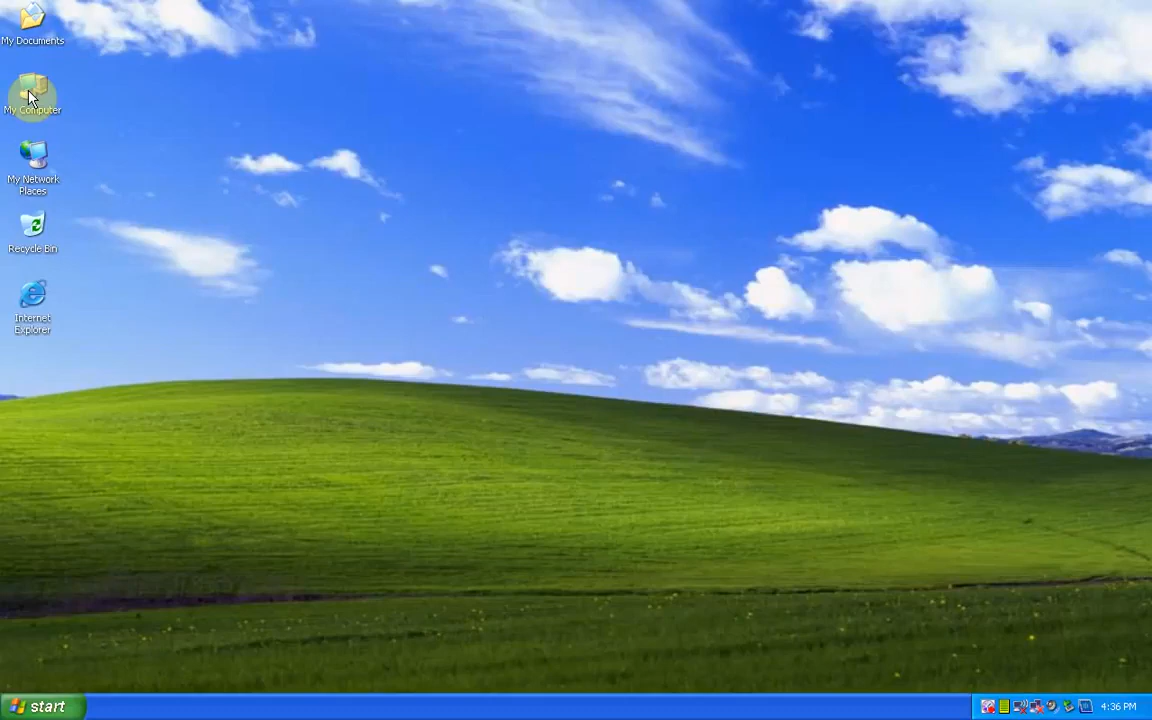 My Documents
My Computer
My Network
Places
Recycle Bin
Internet
Explorer
start
4:36 PM